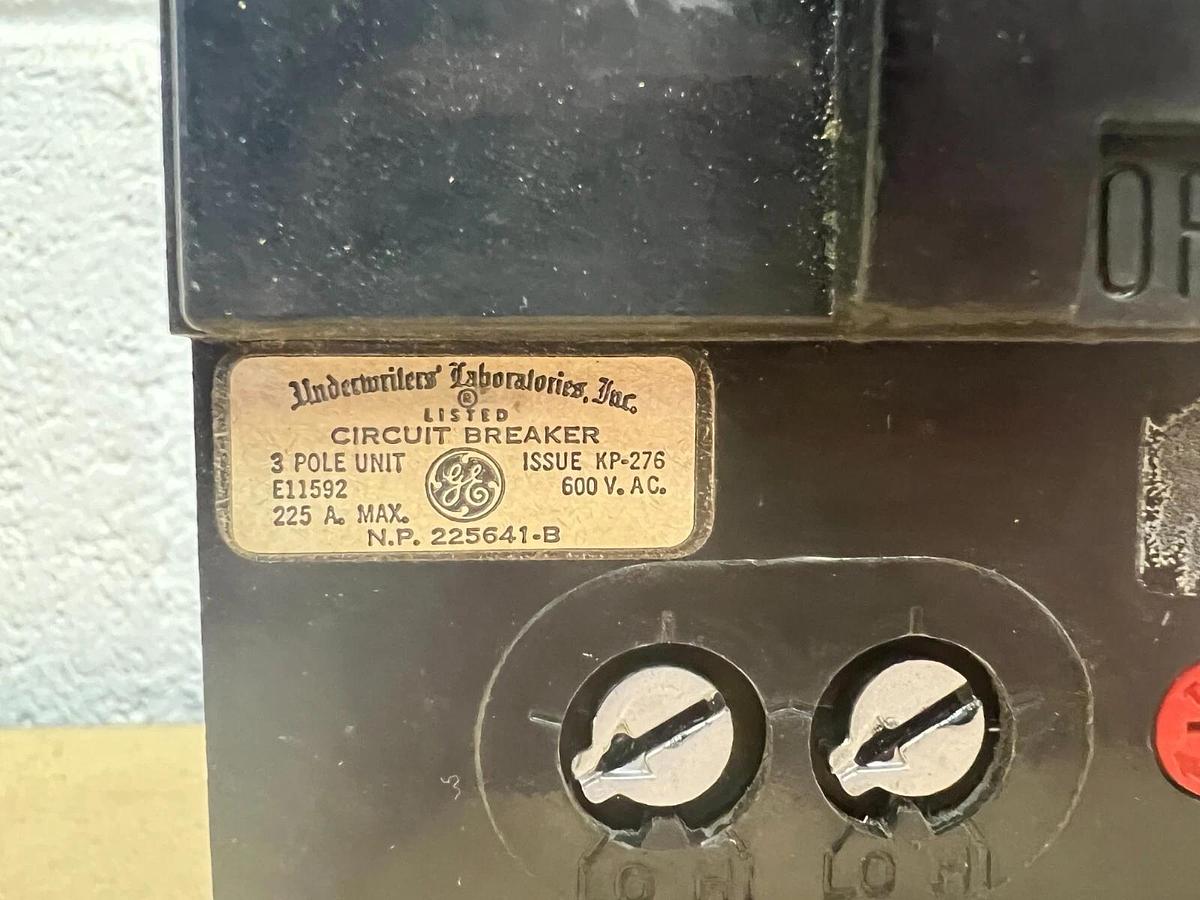 Underwriters' Laboratories, Inc.
®
LISTED
CIRCUIT BREAKER
3 POLE UNIT ISSUE KP-276
GE
E11592 600 V. AC.
225 A. MAX.
N.P. 225641-B
LO HI LO HI